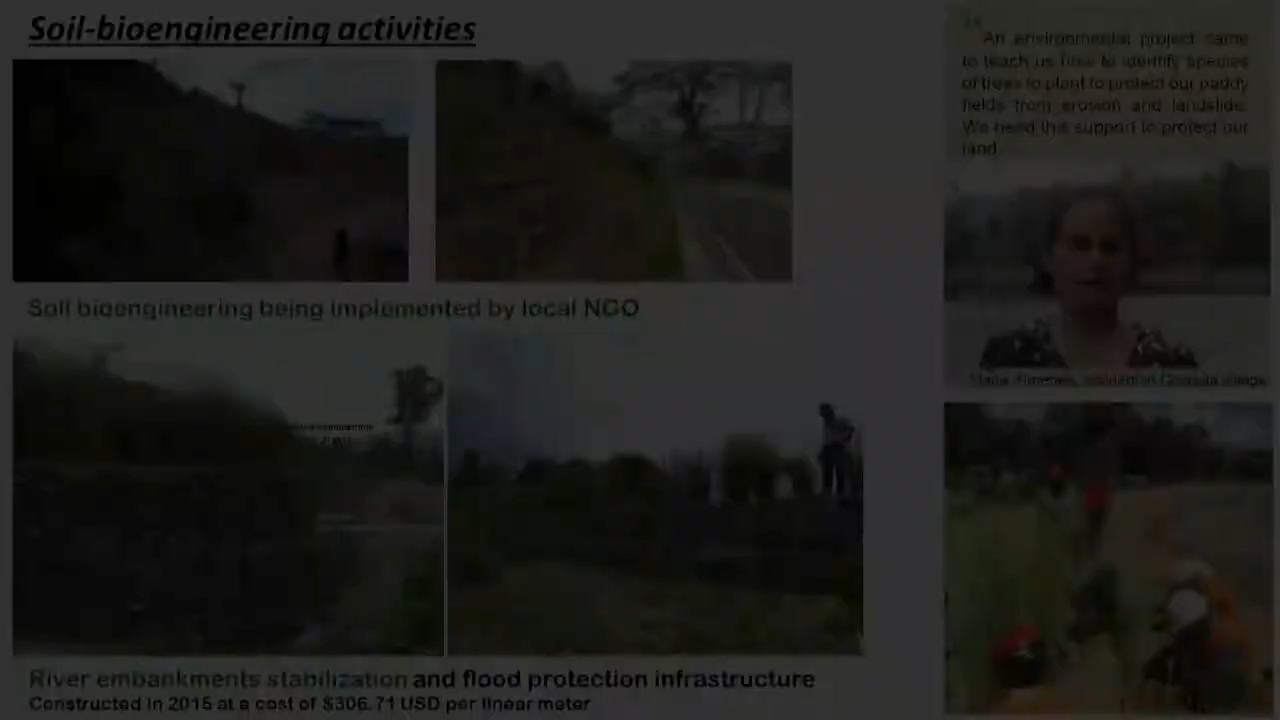 Soil-bioengineering activities
An environmental project came
to teach us how to identify species
of trees to plant to protect our paddy
fields from erosion and landslide.
We need this support to protect our
land
Soil bioengineering being implemented by local NGO
resident in village
River embankments stabilization and flood protection infrastructure
Constructed in 2015 at a cost of $306.71 USD per linear meter